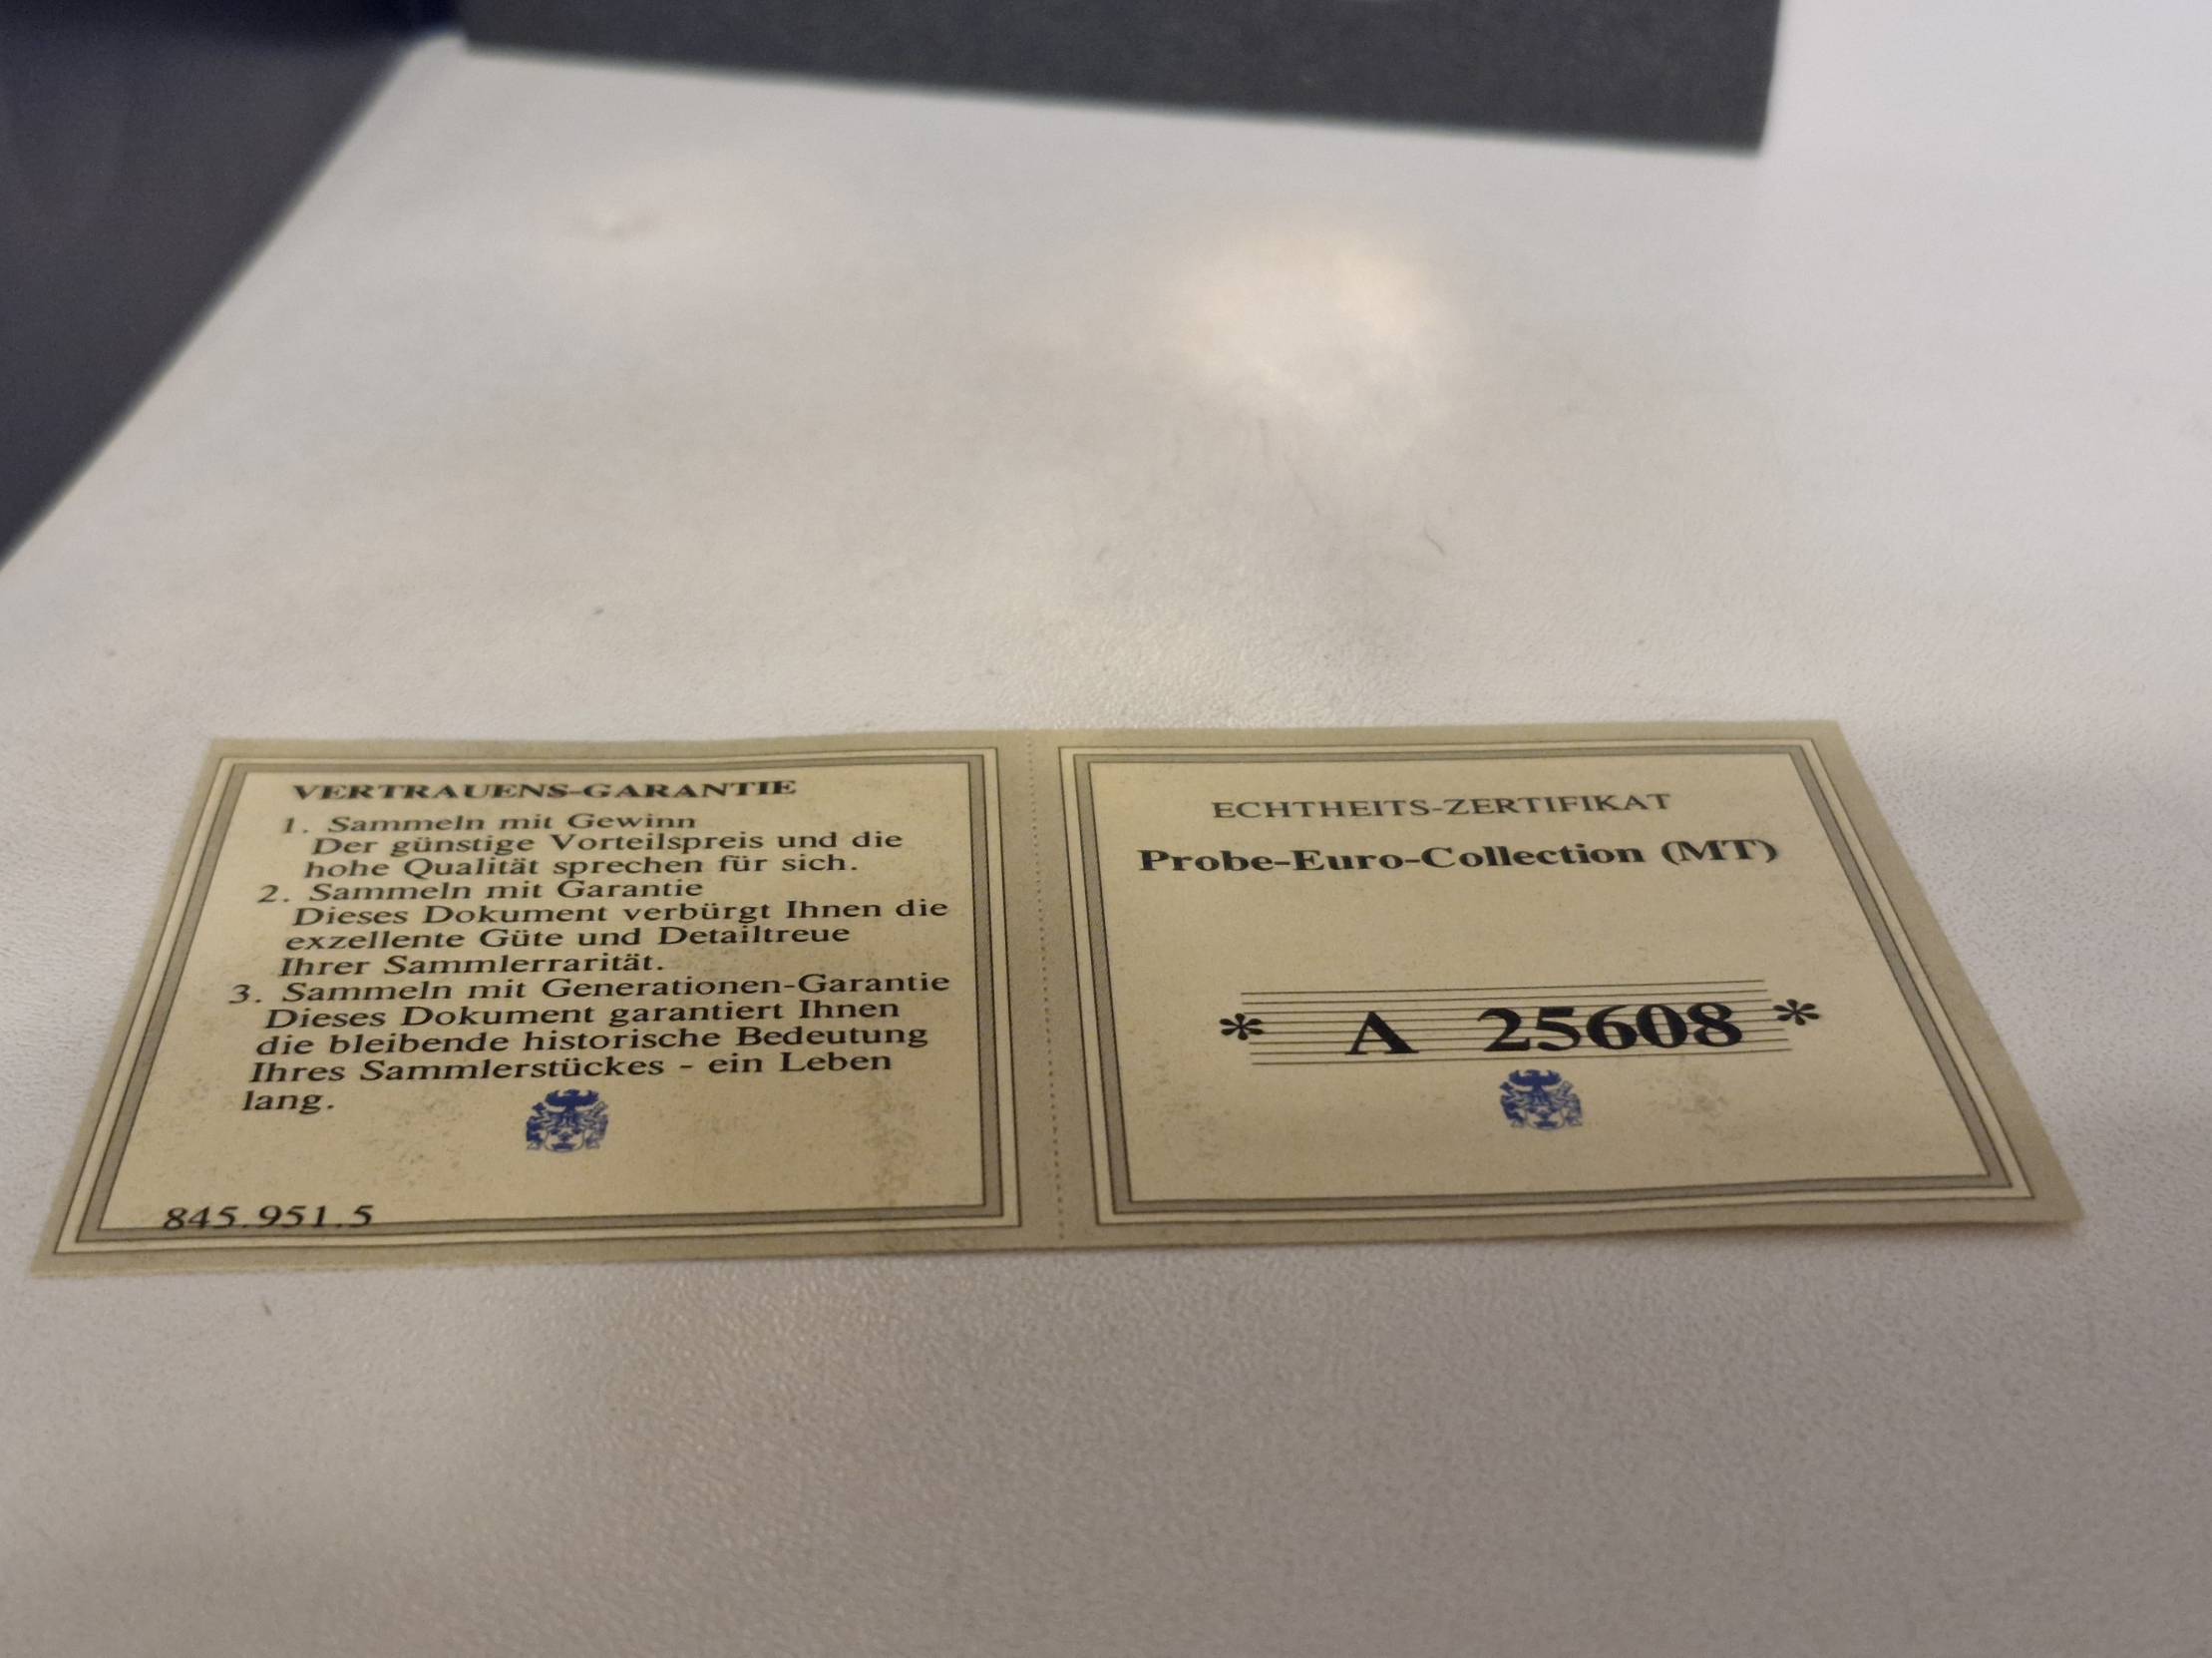 VERTRAUENS-GARANTIE
1. Sammeln mit Gewinn
Der günstige Vorteilspreis und die
hohe Qualität sprechen für sich.
2. Sammeln mit Garantie
Dieses Dokument verbürgt Ihnen die
exzellente Güte und Detailtreue
Ihrer Sammlerrarität.
3. Sammeln mit Generationen-Garantie
Dieses Dokument garantiert Ihnen
die bleibende historische Bedeutung
Ihres Sammlerstückes - ein Leben
lang.
845.951.5
ECHTHEITS-ZERTIFIKAT
Probe-Euro-Collection (MT)
* A 25608 *